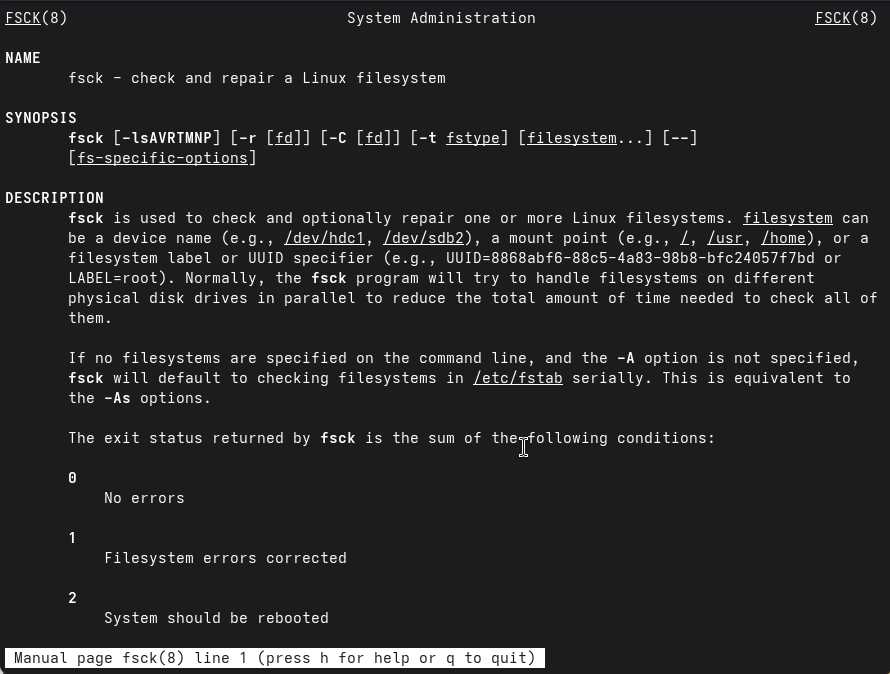 FSCK(8) System Administration FSCK(8)
NAME
fsck - check and repair a Linux filesystem
SYNOPSIS
fsck [-lsAVRTMNP] [-r [fd]] [-C [fd]] [-t fstype] [filesystem...] [--]
[fs-specific-options]
DESCRIPTION
fsck is used to check and optionally repair one or more Linux filesystems. filesystem can
be a device name (e.g., /dev/hdc1, /dev/sdb2), a mount point (e.g., /, /usr, /home), or a
filesystem label or UUID specifier (e.g., UUID=8868abf6-88c5-4a83-98b8-bfc24057f7bd or
LABEL=root). Normally, the fsck program will try to handle filesystems on different
physical disk drives in parallel to reduce the total amount of time needed to check all of
them.
If no filesystems are specified on the command line, and the -A option is not specified,
fsck will default to checking filesystems in /etc/fstab serially. This is equivalent to
the -As options.
The exit status returned by fsck is the sum of the following conditions:
0
No errors
1
Filesystem errors corrected
2
System should be rebooted
Manual page fsck(8) line 1 (press h for help or q to quit)